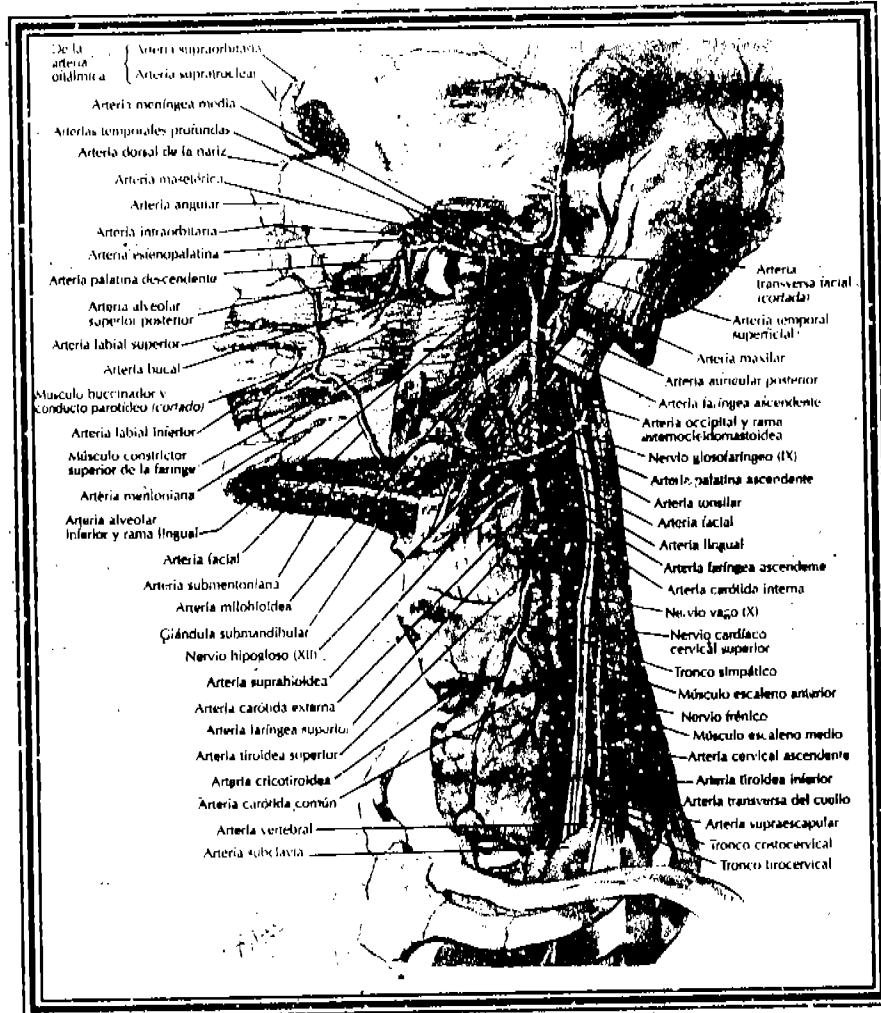 De la
arteria
oftálmica
Arteria supraorbitaria
Arteria supratroclear
Arteria meníngea media
Arterias temporales profundas
Arteria dorsal de la nariz
Arteria masetérica
Arteria angular
Arteria infraorbitaria
Arteria esfenopalatina
Arteria palatina descendente
Arteria alveolar
superior posterior
Arteria labial superior
Arteria bucal
Músculo buccinador y
conducto parotídeo (cortado)
Arteria labial inferior
Músculo constrictor
superior de la faringe
Arteria mentoniana
Arteria alveolar
inferior y rama lingual
Arteria facial
Arteria submentoniana
Arteria milohioidea
Glándula submandibular
Nervio hipogloso (XII)
Arteria suprahioidea
Arteria carótida externa
Arteria laríngea superior
Arteria tiroidea superior
Arteria cricotiroidea
Arteria carótida común
Arteria vertebral
Arteria subclavia
Arteria
transversa facial
(cortada)
Arteria temporal
superficial
Arteria maxilar
Arteria auricular posterior
Arteria faríngea ascendente
Arteria occipital y rama
esternocleidomastoidea
Nervio glosofaríngeo (IX)
Arteria palatina ascendente
Arteria tonsilar
Arteria facial
Arteria lingual
Arteria faríngea ascendente
Arteria carótida interna
Nervio vago (X)
Nervio cardíaco
cervical superior
Tronco simpático
Músculo escaleno anterior
Nervio frénico
Músculo escaleno medio
Arteria cervical ascendente
Arteria tiroidea inferior
Arteria transversa del cuello
Arteria supraescapular
Tronco costocervical
Tronco tirocervical